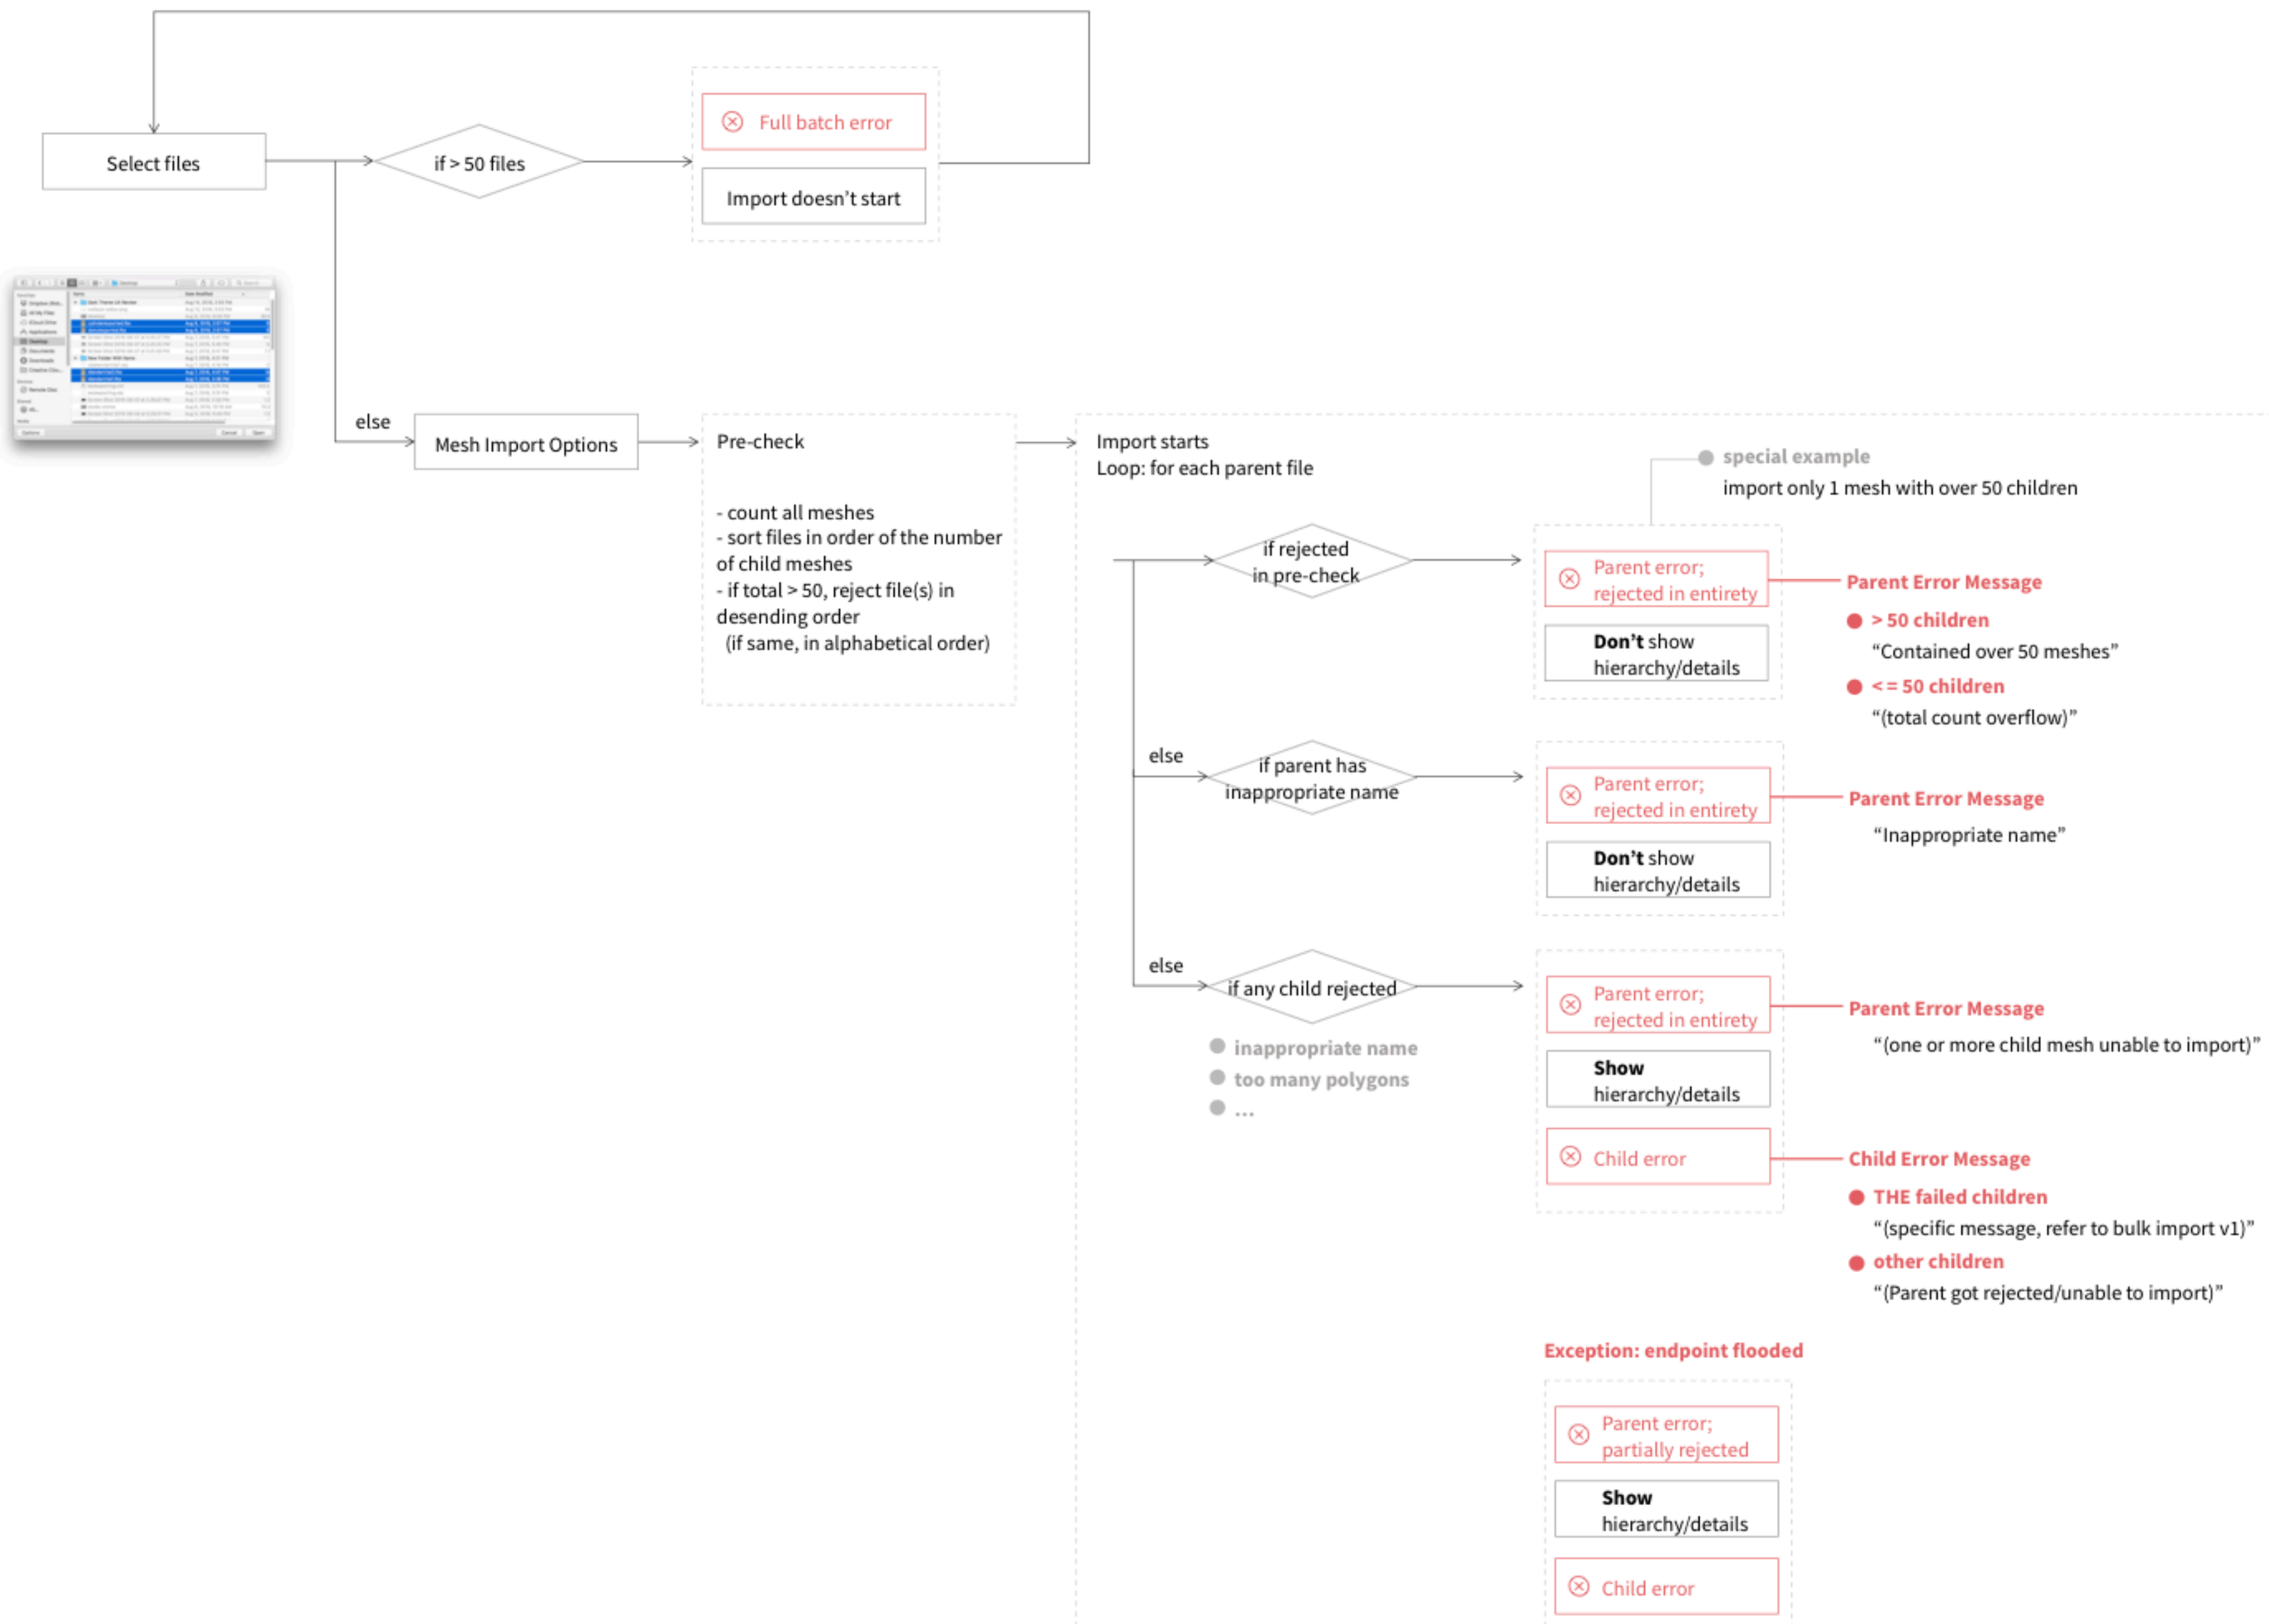 Full batch error
Select files
if > 50 files
Import doesn't start
else
Mesh Import Options
Pre-check
- count all meshes
- sort files in order of the number
of child meshes
- if total > 50, reject file(s) in
desending order
(if same, in alphabetical order)
Import starts
Loop: for each parent file
special example
import only 1 mesh with over 50 children
if rejected
in pre-check
Parent error;
rejected in entirety
Don't show
hierarchy/details
Parent Error Message
> 50 children
“Contained over 50 meshes”
< = 50 children
“(total count overflow)”
else
if parent has
inappropriate name
Parent error;
rejected in entirety
Don't show
hierarchy/details
Parent Error Message
“Inappropriate name”
else
if any child rejected
inappropriate name
too many polygons
...
Parent error;
rejected in entirety
Show
hierarchy/details
Child error
Parent Error Message
“(one or more child mesh unable to import)”
Child Error Message
THE failed children
“(specific message, refer to bulk import v1)”
other children
“(Parent got rejected/unable to import)”
Exception: endpoint flooded
Parent error;
partially rejected
Show
hierarchy/details
Child error